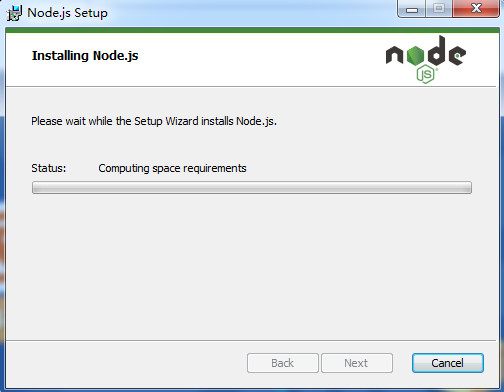 Node.js Setup
Installing Node.js
node
JS
Please wait while the Setup Wizard installs Node.js.
Status: Computing space requirements
Back Next Cancel